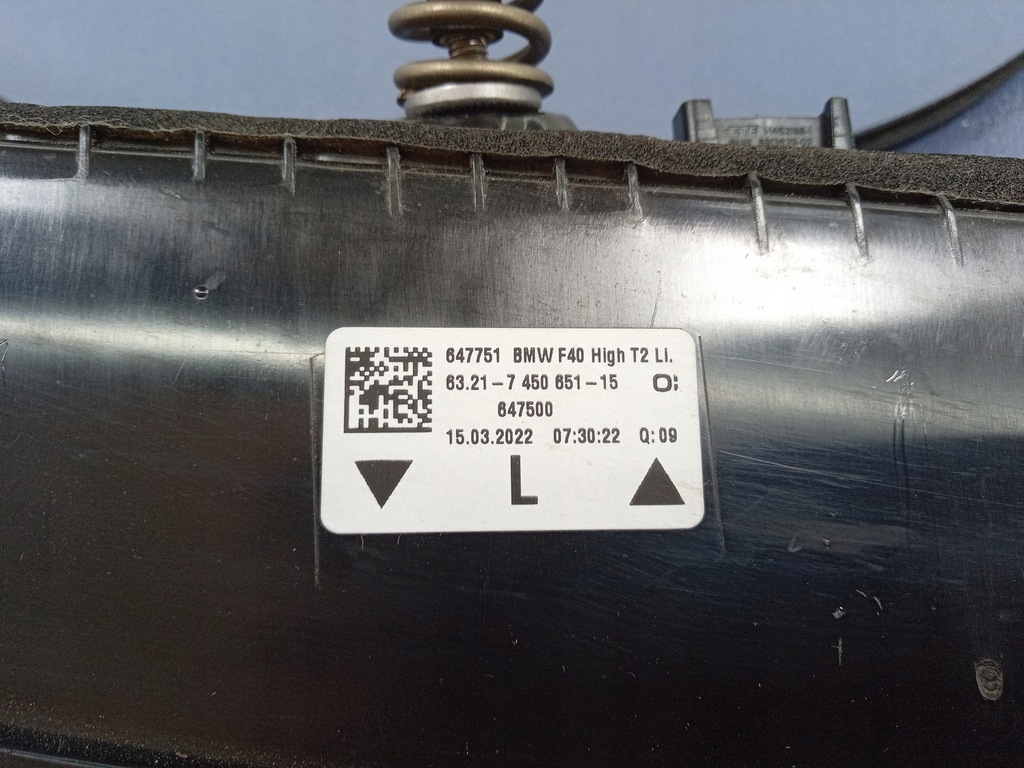 647751 BMW F40 High T2 Li.
63.21-7 450 651-15
647500
15.03.2022 07:30:22 Q:09
L